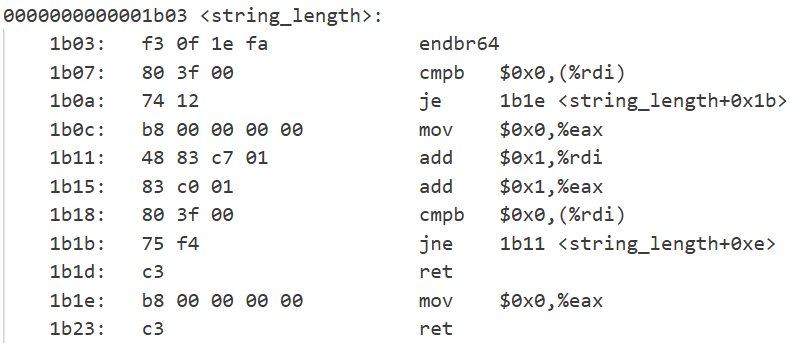 0000000000001b03 <string_length>:
1b03: f3 0f 1e fa endbr64
1b07: 80 3f 00 cmpb $0x0,(%rdi)
1b0a: 74 12 je 1b1e <string_length+0x1b>
1b0c: b8 00 00 00 00 mov $0x0,%eax
1b11: 48 83 c7 01 add $0x1,%rdi
1b15: 83 c0 01 add $0x1,%eax
1b18: 80 3f 00 cmpb $0x0,(%rdi)
1b1b: 75 f4 jne 1b11 <string_length+0xe>
1b1d: c3 ret
1b1e: b8 00 00 00 00 mov $0x0,%eax
1b23: c3 ret